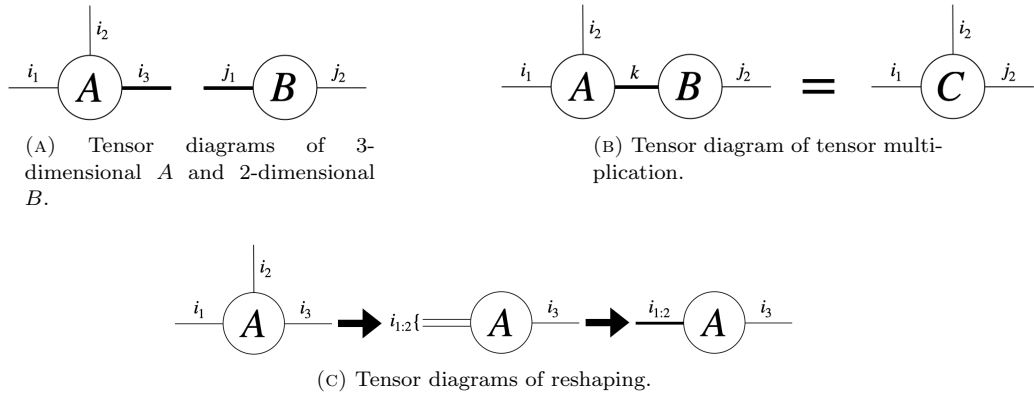 i₂ i₂ i₂
i₁ A i₃ j₁ B j₂ i₁ A k B j₂ = i₁ C j₂
(A) Tensor diagrams of 3-
dimensional A and 2-dimensional
B.
(B) Tensor diagram of tensor multi-
plication.
i₂
i₁ A i₃ i₁:₂{ A i₃ i₁:₂ A i₃
(C) Tensor diagrams of reshaping.